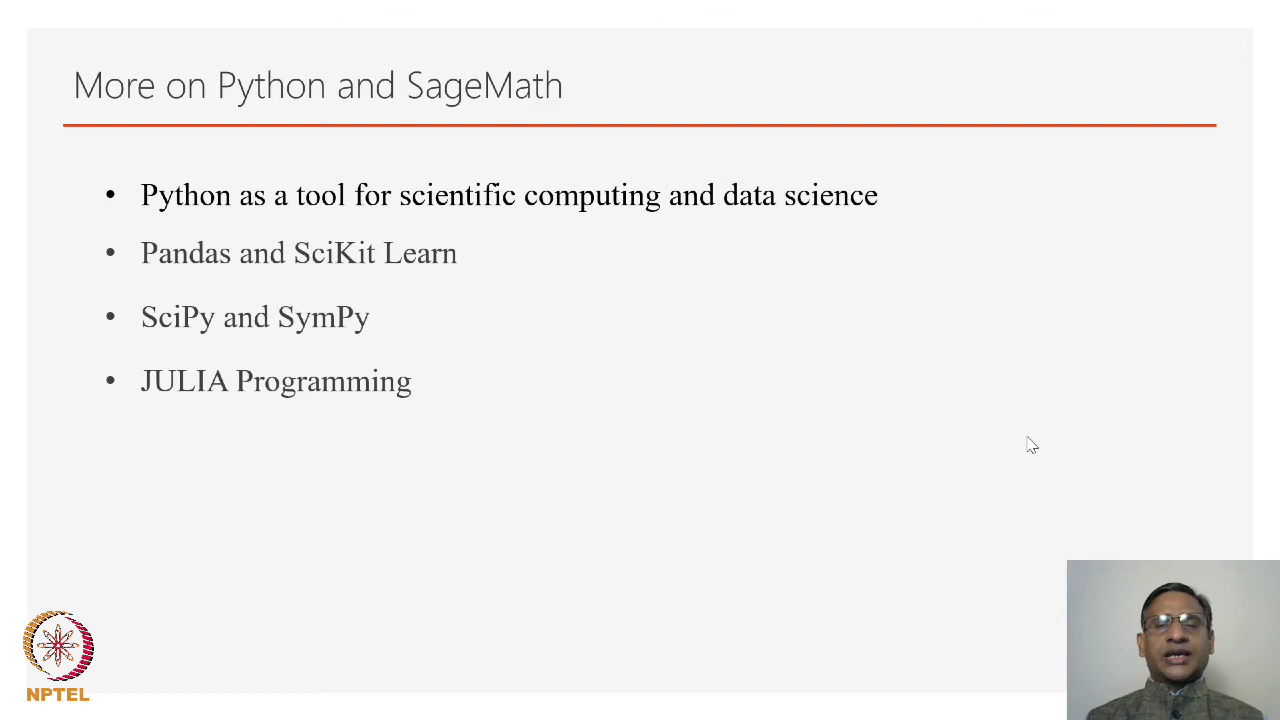 More on Python and SageMath
• Python as a tool for scientific computing and data science
• Pandas and SciKit Learn
• SciPy and SymPy
• JULIA Programming
NPTEL